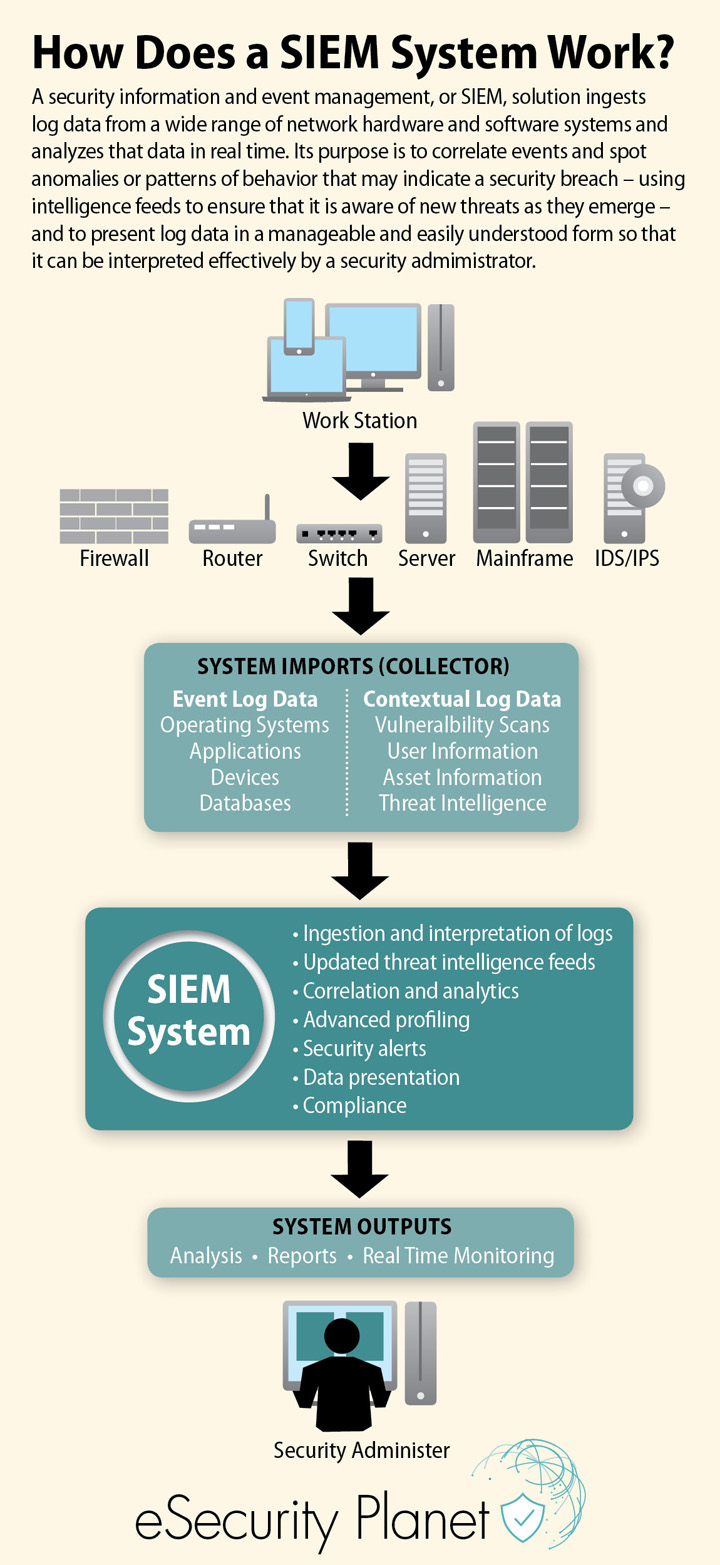 How Does a SIEM System Work?
A security information and event management, or SIEM, solution ingests
log data from a wide range of network hardware and software systems and
analyzes that data in real time. Its purpose is to correlate events and spot
anomalies or patterns of behavior that may indicate a security breach – using
intelligence feeds to ensure that it is aware of new threats as they emerge –
and to present log data in a manageable and easily understood form so that
it can be interpreted effectively by a security admimistrator.
Work Station
Firewall
Router
Switch
Server
Mainframe
IDS/IPS
SYSTEM IMPORTS (COLLECTOR)
Event Log Data
Operating Systems
Applications
Devices
Databases
Contextual Log Data
Vulneralbility Scans
User Information
Asset Information
Threat Intelligence
SIEM
System
• Ingestion and interpretation of logs
• Updated threat intelligence feeds
• Correlation and analytics
• Advanced profiling
• Security alerts
• Data presentation
• Compliance
SYSTEM OUTPUTS
Analysis • Reports • Real Time Monitoring
Security Administer
eSecurity Planet